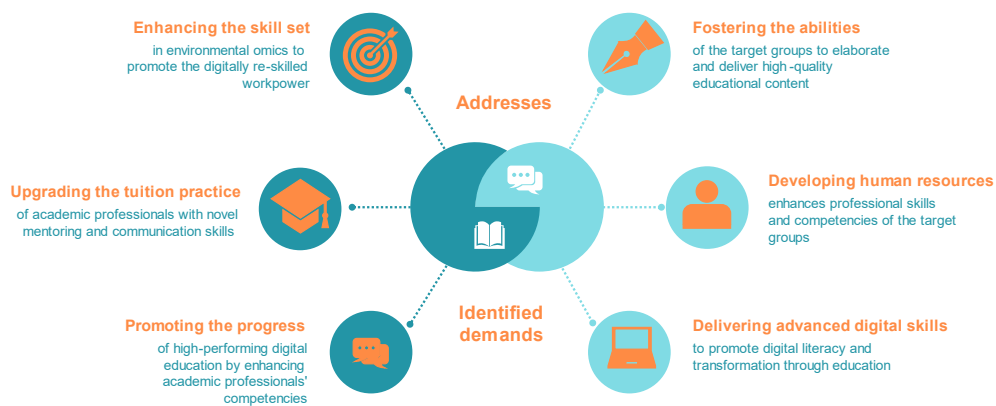 Enhancing the skill set
in environmental omics to
promote the digitally re-skilled
workpower
Upgrading the tuition practice
of academic professionals with novel
mentoring and communication skills
Promoting the progress
of high-performing digital
education by enhancing
academic professionals'
competencies
Addresses
Identified
demands
Fostering the abilities
of the target groups to elaborate
and deliver high-quality
educational content
Developing human resources
enhances professional skills
and competencies of the target
groups
Delivering advanced digital skills
to promote digital literacy and
transformation through education